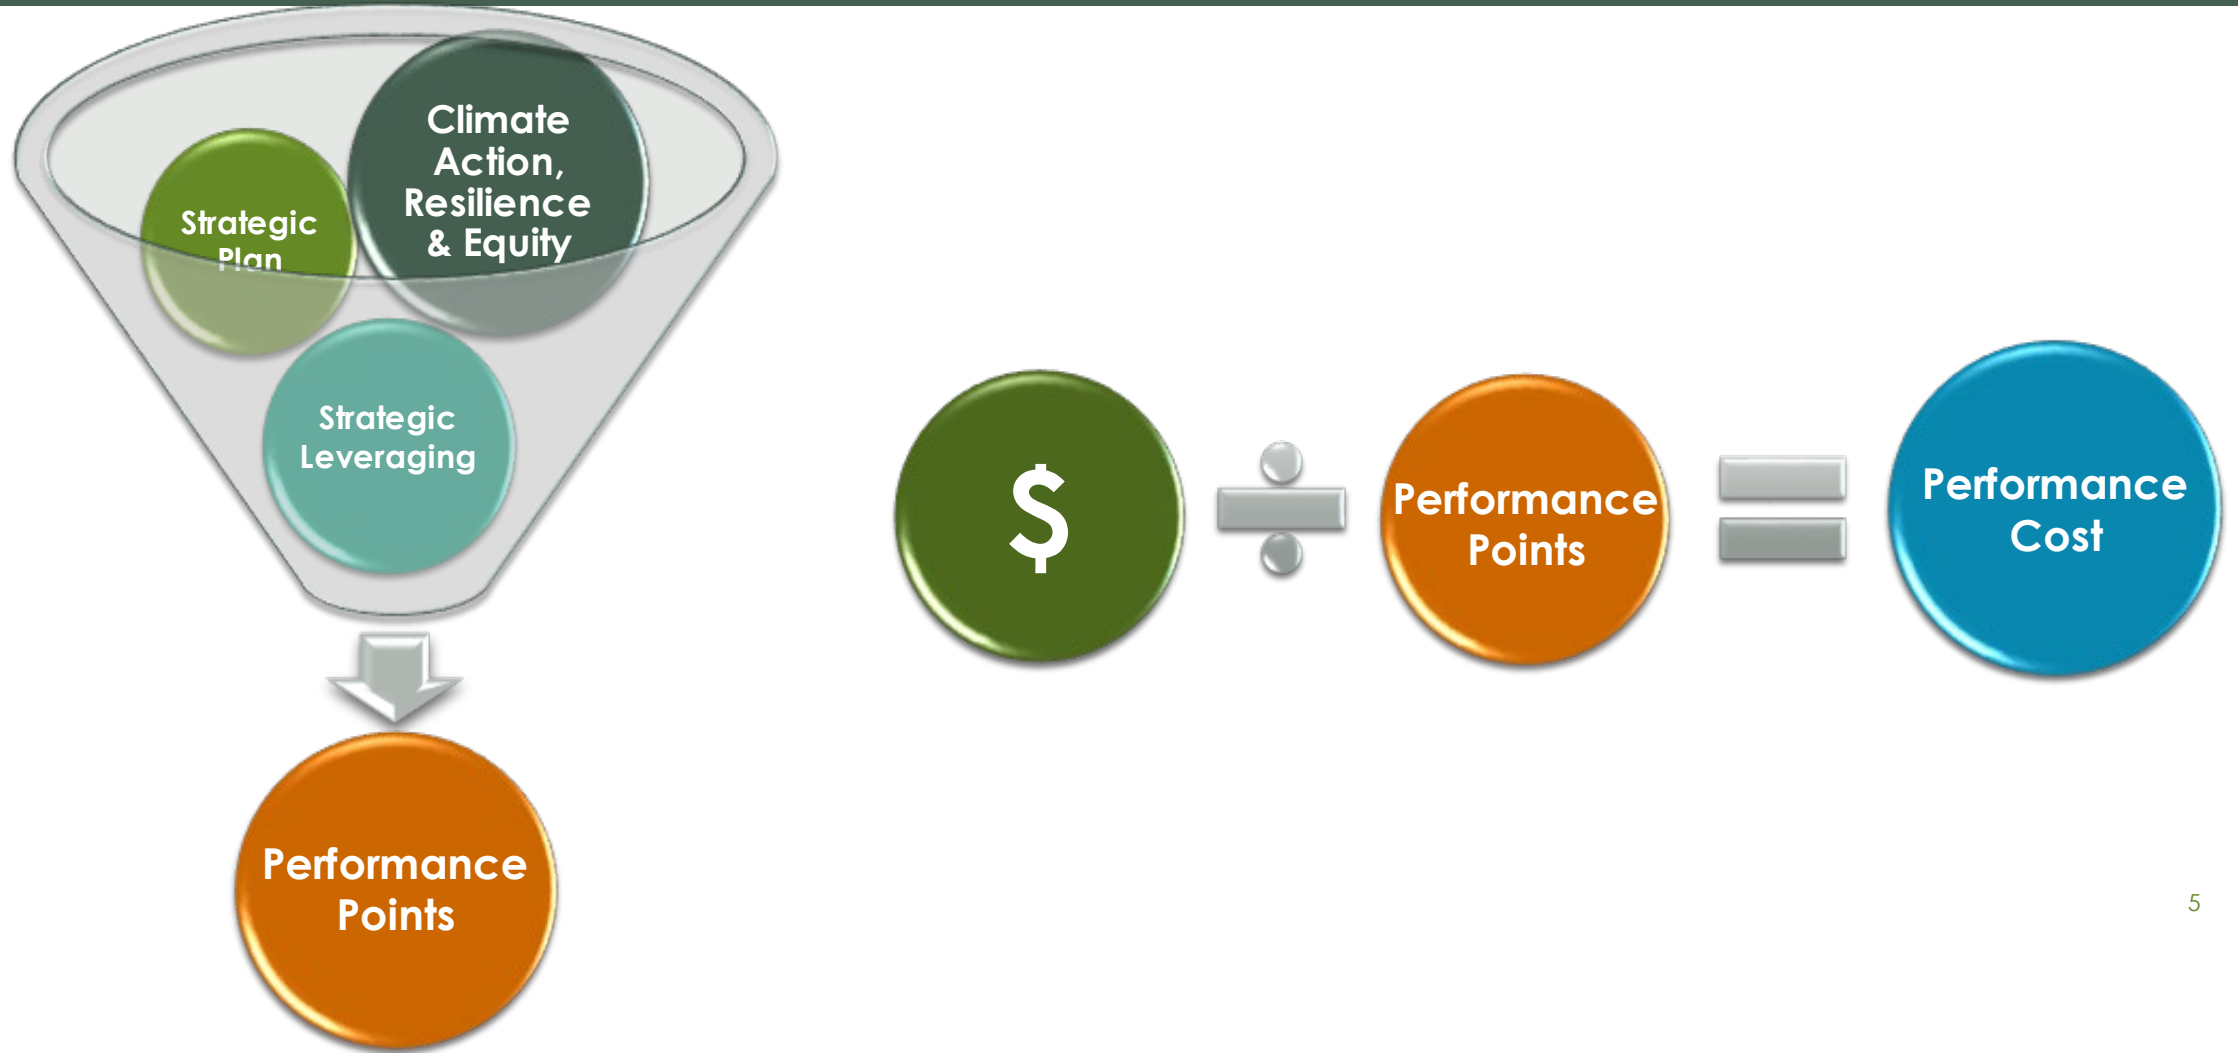 Climate
Action,
Resilience
& Equity
Strategic
Plan
Strategic
Leveraging
Performance
Points
$
Performance
Points
Performance
Cost
5